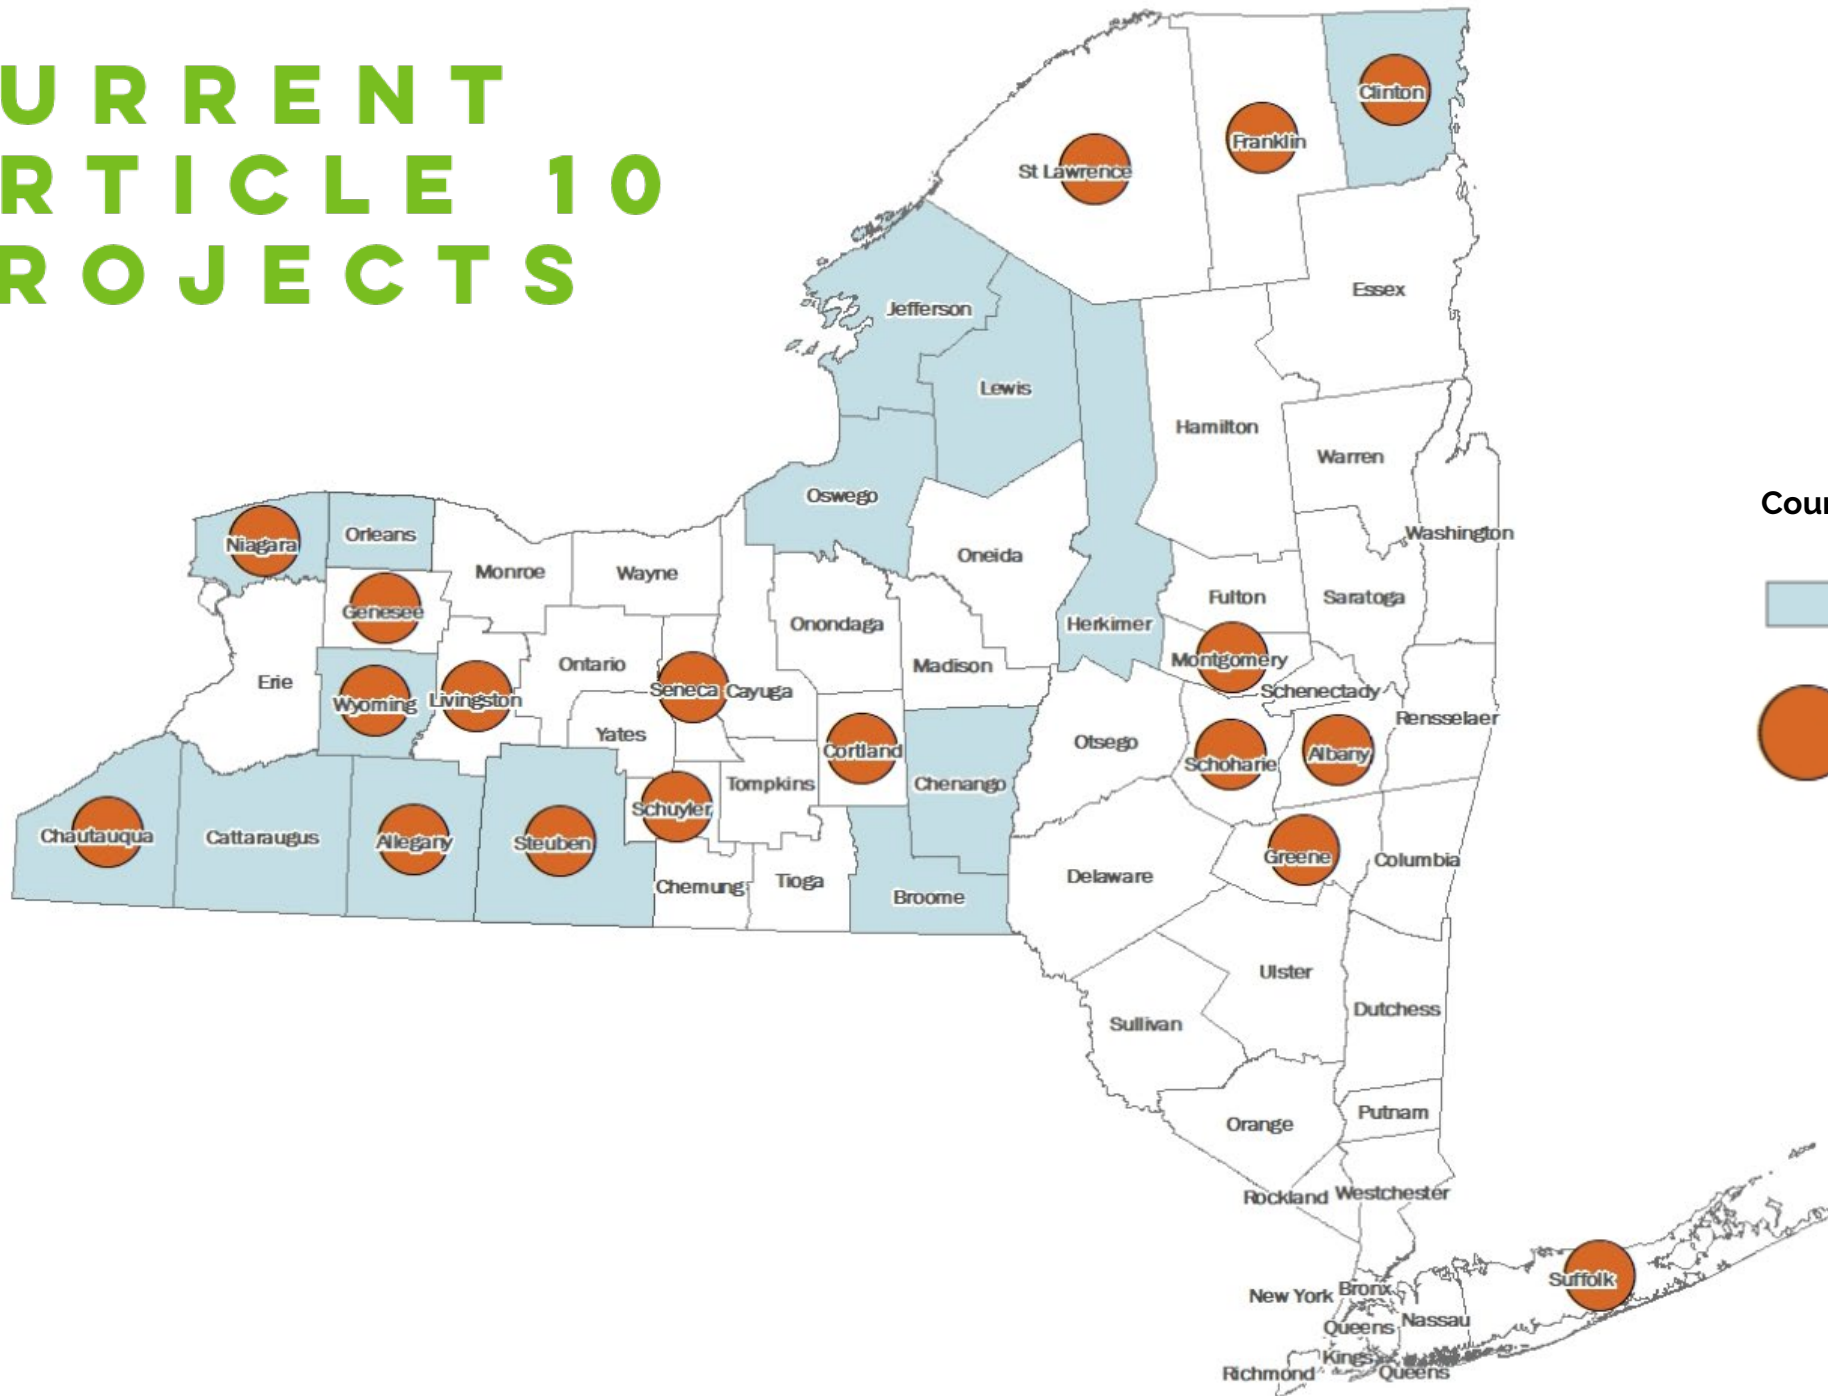 URRENT
RTICLE 10
ROJECTS
Clinton
Franklin
St Lawrence
Essex
Jefferson
Lewis
Hamilton
Warren
Oswego
Washington
Coun
Niagara
Orleans
Oneida
Monroe
Wayne
Fulton
Saratoga
Genesee
Onondaga
Herkimer
Montgomery
Ontario
Madison
Erie
Seneca
Cayuga
Schenectady
Wyoming
Livingston
Rensselaer
Yates
Otsego
Cortland
Albany
Schoharie
Tompkins
Chenango
Schuyler
Chautauqua
Cattaraugus
Allegany
Steuben
Greene
Columbia
Delaware
Chemung
Tioga
Broome
Ulster
Dutchess
Sullivan
Putnam
Orange
Rockland
Westchester
Suffolk
New York
Bronx
Nassau
Queens
Kings
Richmond
Queens